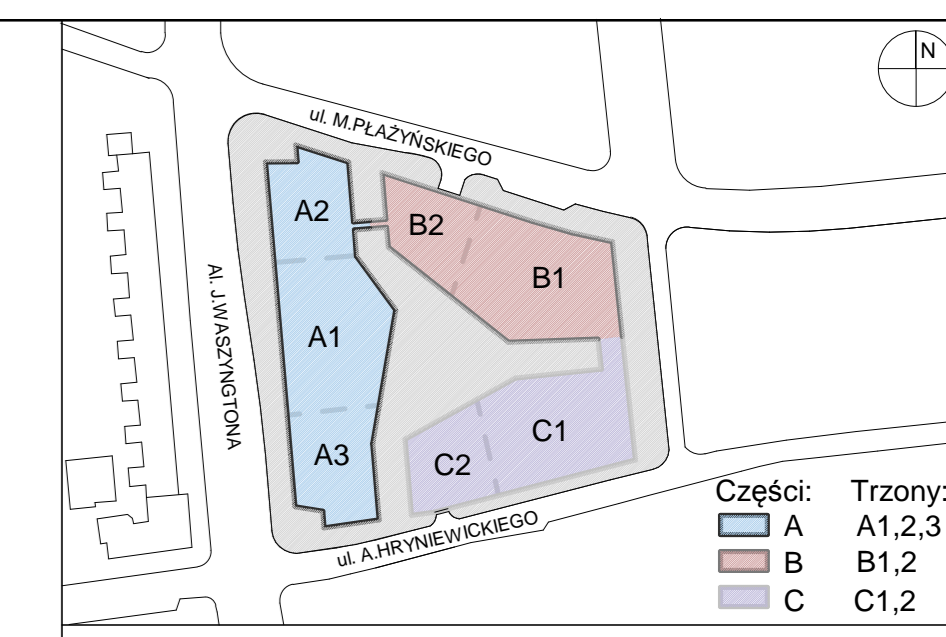 N
ul. M.PŁAŻYŃSKIEGO
A2
B2
B1
Al. J.WASZYNGTONA
A1
A3
C1
C2
ul. A.HRYNIEWICKIEGO
Części: Trzony:
A A1,2,3
B B1,2
C C1,2